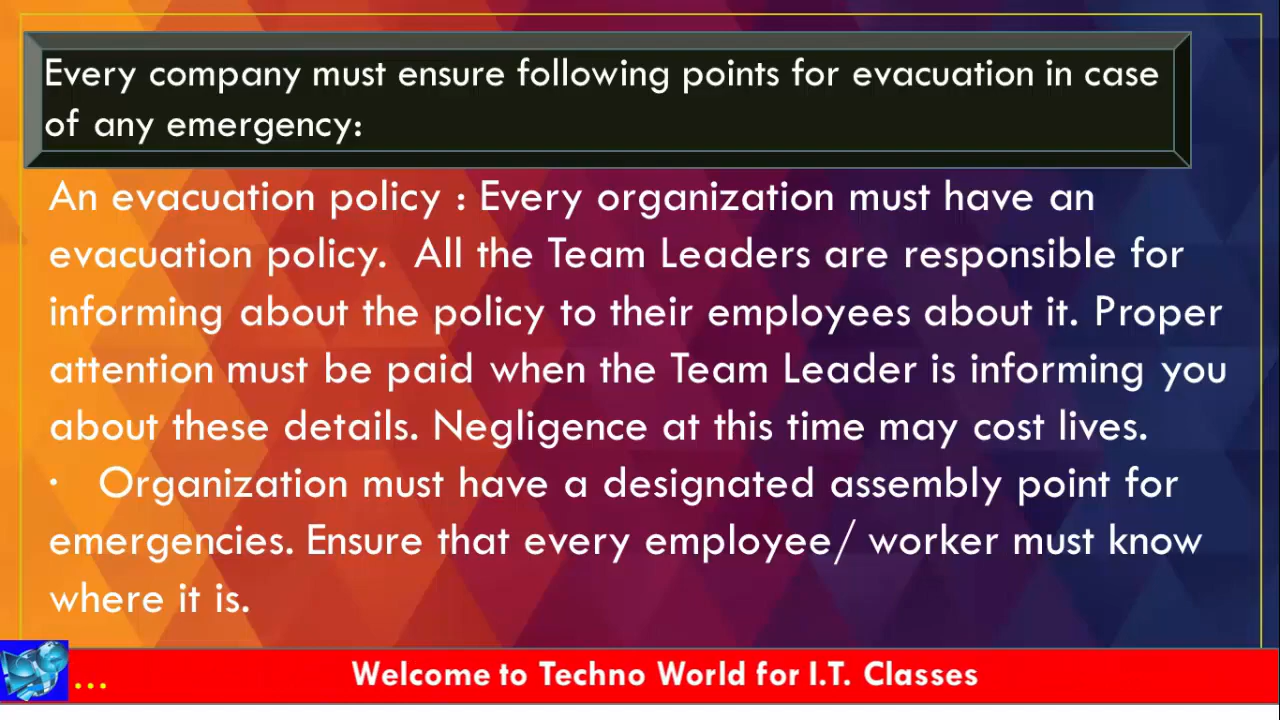 Every company must ensure following points for evacuation in case
of any emergency:
An evacuation policy : Every organization must have an
evacuation policy.  All the Team Leaders are responsible for
informing about the policy to their employees about it. Proper
attention must be paid when the Team Leader is informing you
about these details. Negligence at this time may cost lives.
·   Organization must have a designated assembly point for
emergencies. Ensure that every employee/ worker must know
where it is.
... Welcome to Techno World for I.T. Classes